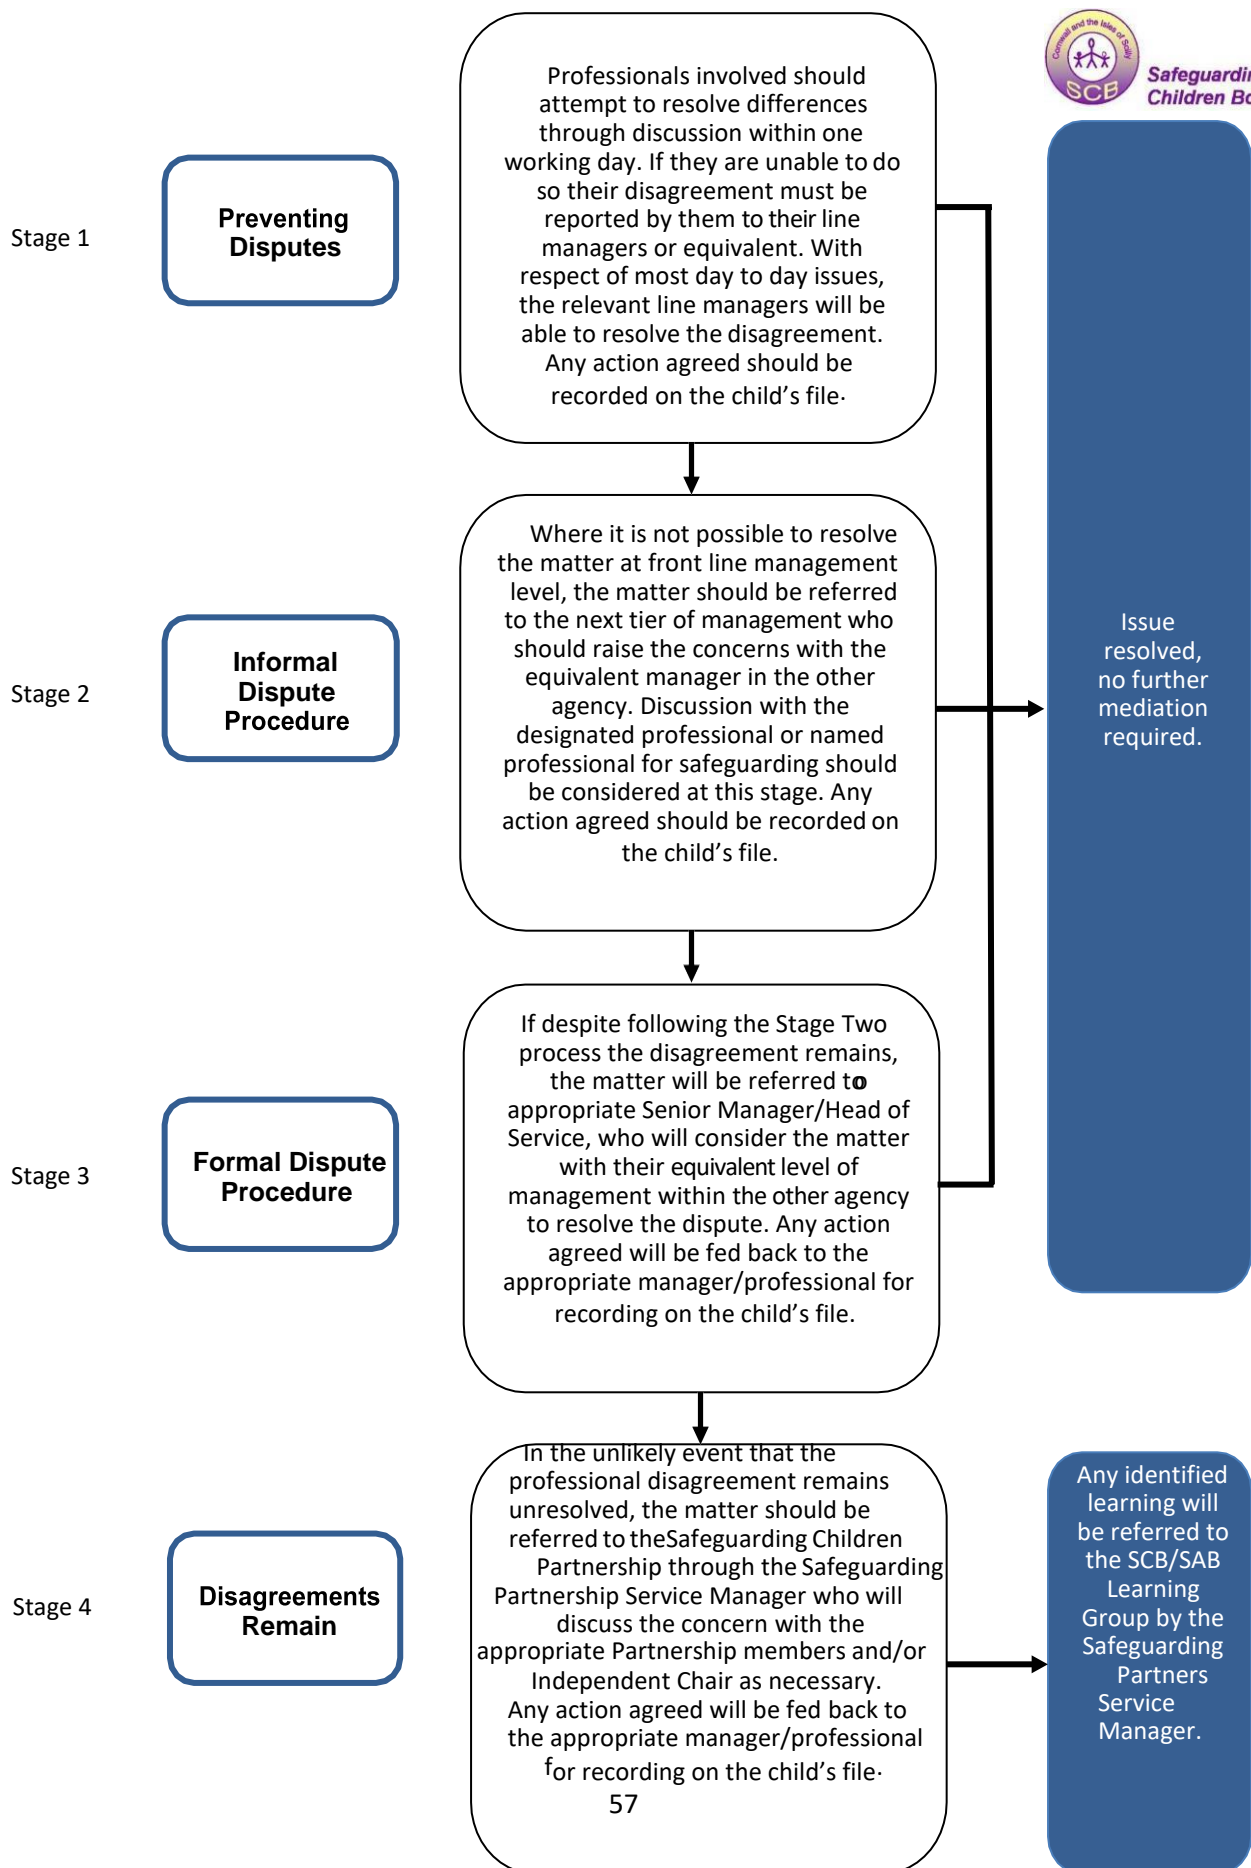 Cornwall and the Isles of Scilly
SCB
Safeguardin
Children Bo
Stage 1
Preventing
Disputes
Professionals involved should
attempt to resolve differences
through discussion within one
working day. If they are unable to do
so their disagreement must be
reported by them to their line
managers or equivalent. With
respect of most day to day issues,
the relevant line managers will be
able to resolve the disagreement.
Any action agreed should be
recorded on the child’s file.
Stage 2
Informal
Dispute
Procedure
Where it is not possible to resolve
the matter at front line management
level, the matter should be referred
to the next tier of management who
should raise the concerns with the
equivalent manager in the other
agency. Discussion with the
designated professional or named
professional for safeguarding should
be considered at this stage. Any
action agreed should be recorded on
the child’s file.
Issue
resolved,
no further
mediation
required.
Stage 3
Formal Dispute
Procedure
If despite following the Stage Two
process the disagreement remains,
the matter will be referred to
appropriate Senior Manager/Head of
Service, who will consider the matter
with their equivalent level of
management within the other agency
to resolve the dispute. Any action
agreed will be fed back to the
appropriate manager/professional for
recording on the child’s file.
Stage 4
Disagreements
Remain
In the unlikely event that the
professional disagreement remains
unresolved, the matter should be
referred to theSafeguarding Children
Partnership through the Safeguarding
Partnership Service Manager who will
discuss the concern with the
appropriate Partnership members and/or
Independent Chair as necessary.
Any action agreed will be fed back to
the appropriate manager/professional
for recording on the child’s file.
57
Any identified
learning will
be referred to
the SCB/SAB
Learning
Group by the
Safeguarding
Partners
Service
Manager.